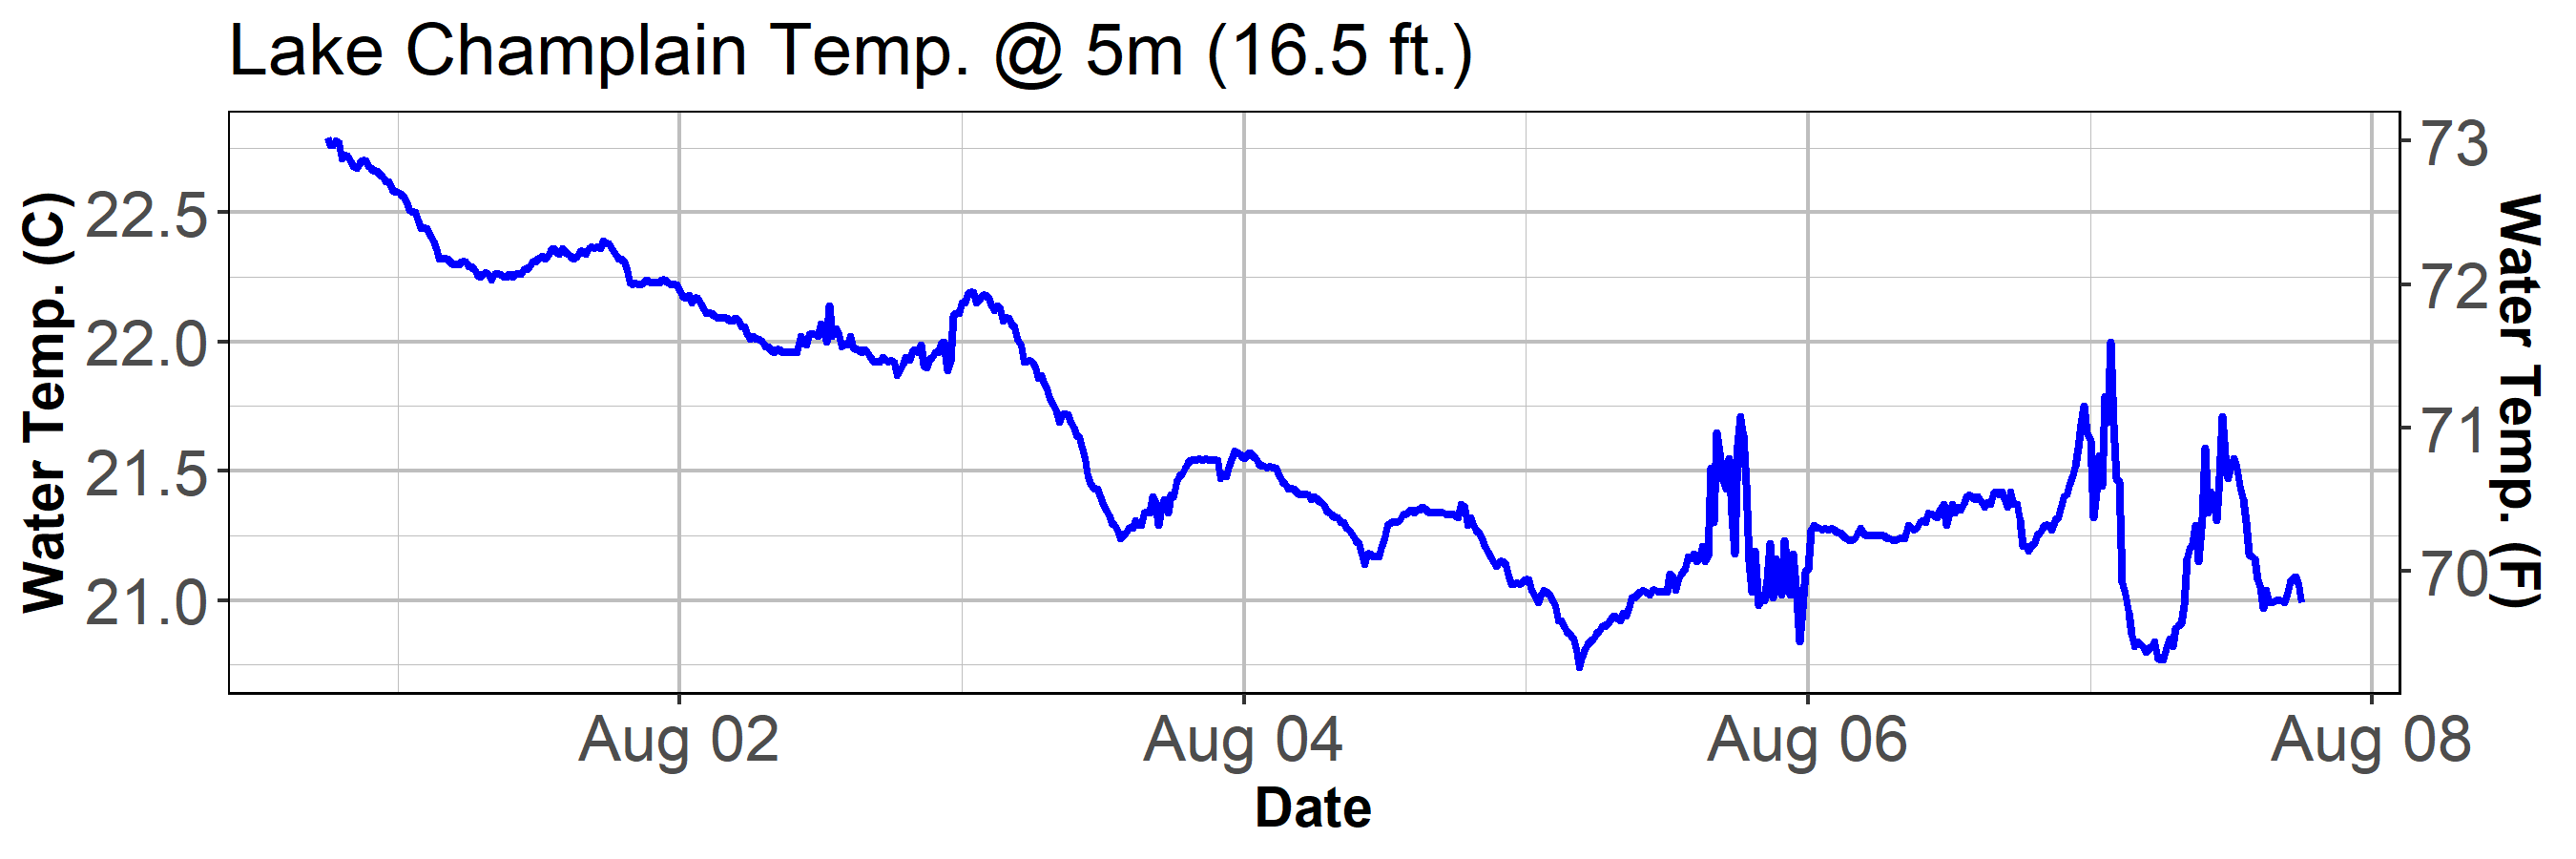 Lake Champlain Temp. @ 5m (16.5 ft.)
Water Temp. (C)
22.5
22.0
21.5
21.0
73
72
71
70
Water Temp. (F)
Aug 02
Aug 04
Aug 06
Aug 08
Date